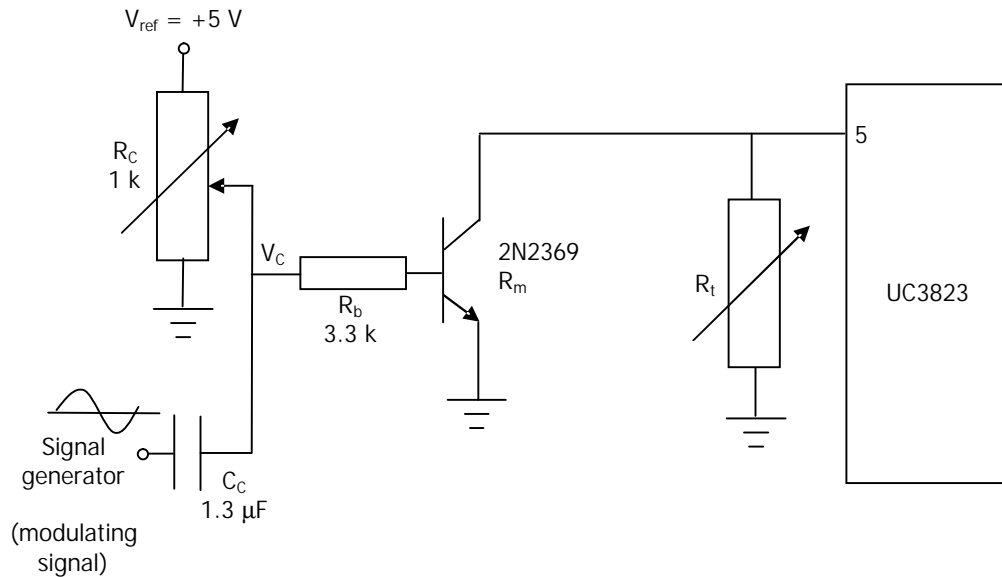 V_ref = +5 V
R_C
1 k
V_C
R_b
3.3 k
2N2369
R_m
5
R_t
UC3823
Signal
generator
C_C
1.3 μF
(modulating
signal)